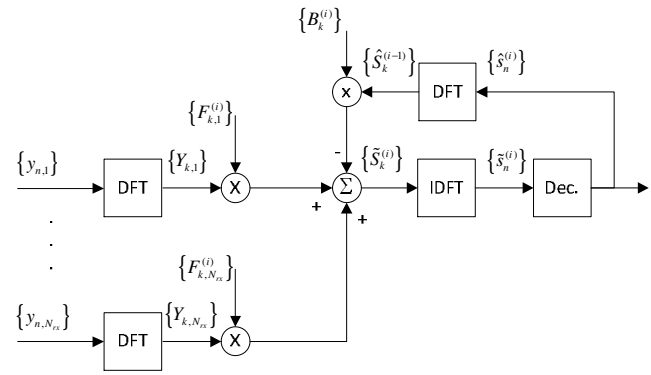 {B_k^{(i)}}
{Ŝ_k^{(i-1)}}
{ŝ_n^{(i)}}
DFT
x
{F_{k,1}^{(i)}}
{y_{n,1}}
{Y_{k,1}}
-
{S̃_k^{(i)}}
{s̃_n^{(i)}}
DFT
X
Σ
IDFT
Dec.
+
+
.
.
.
{F_{k,N_{rx}}^{(i)}}
{y_{n,N_{rx}}}
{Y_{k,N_{rx}}}
DFT
X